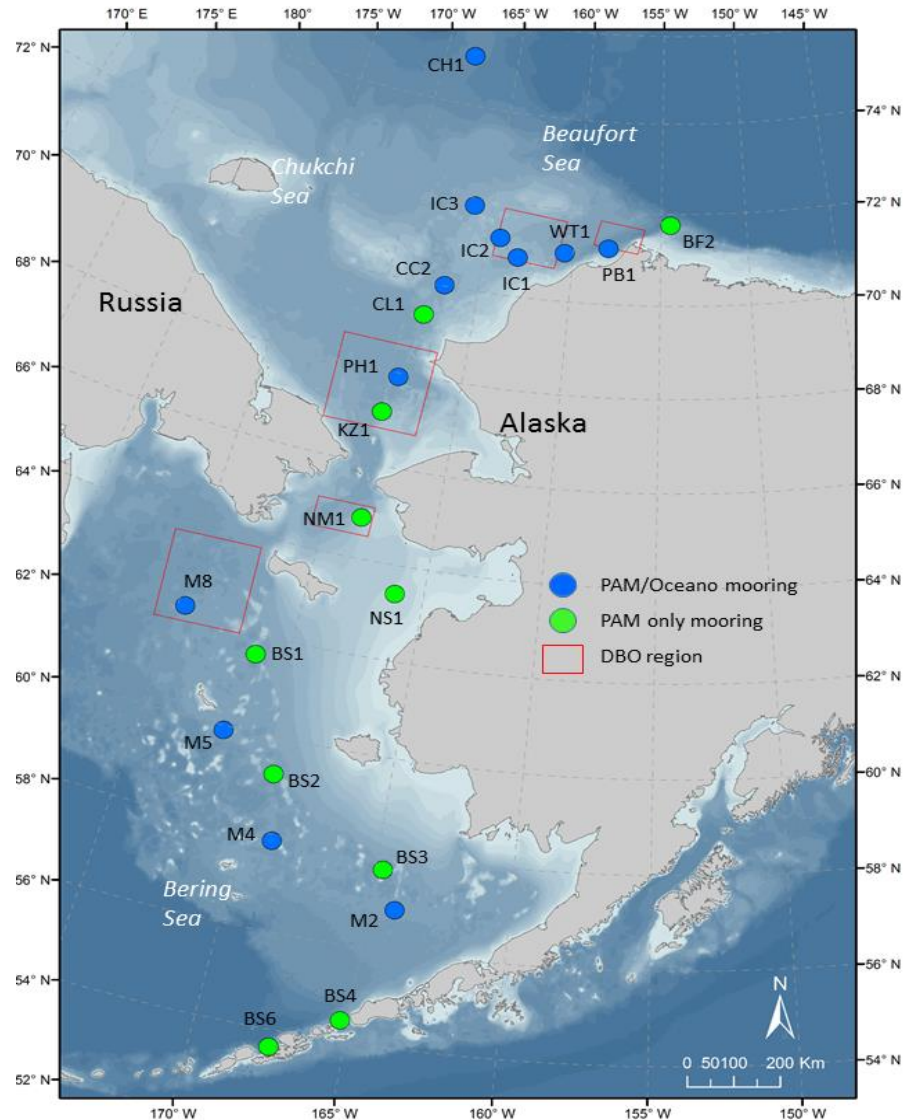 170° E 175° E 180° 175° W 170° W 165° W 160° W 155° W 150° W 145° W
72° N
CH1
74° N
Beaufort
Sea
70° N
Chukchi
Sea
IC3
72° N
BF2
IC2
WT1
PB1
IC1
68° N
CC2
CL1
70° N
Russia
66° N
PH1
68° N
KZ1
Alaska
64° N
66° N
NM1
62° N
M8
PAM/Oceano mooring
64° N
NS1
PAM only mooring
BS1
DBO region
60° N
62° N
M5
58° N
BS2
60° N
M4
BS3
56° N
58° N
Bering
Sea
M2
54° N
56° N
BS4
BS6
N
52° N
54° N
0 50100 200 Km
170° W 165° W 160° W 155° W 150° W